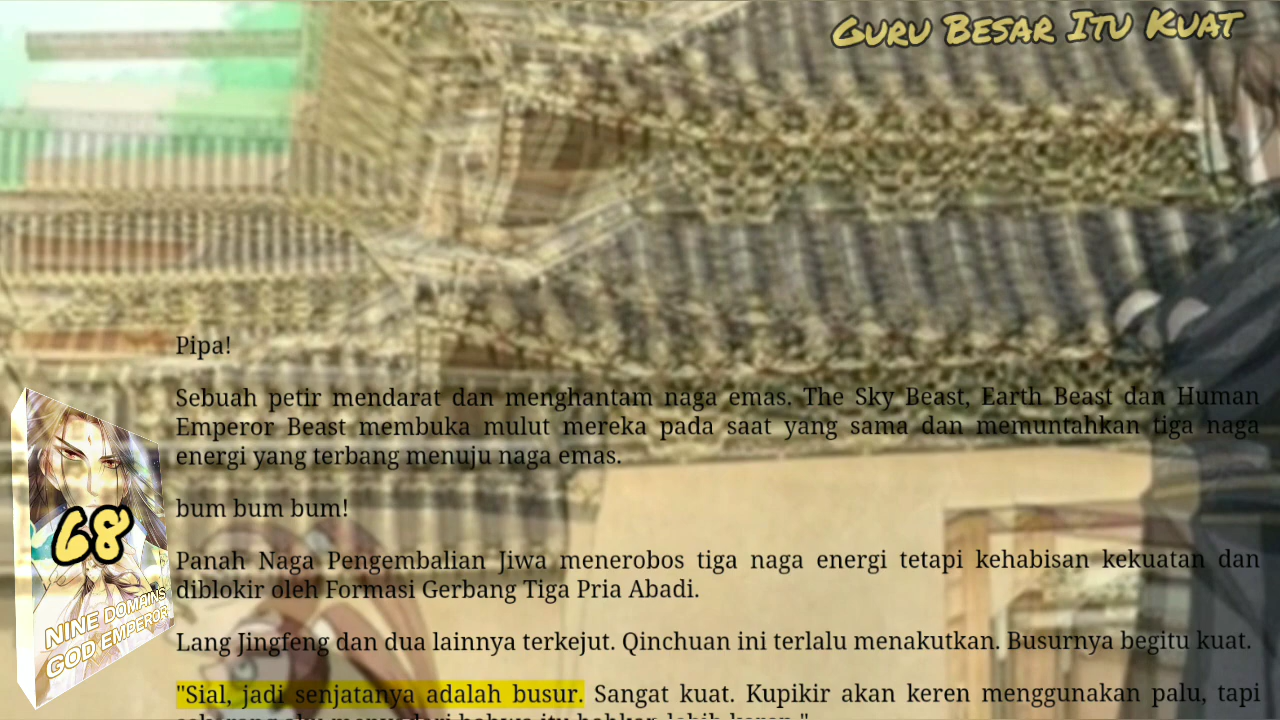 Guru Besar Itu Kuat
Pipa!
Sebuah petir mendarat dan menghantam naga emas. The Sky Beast, Earth Beast dan Human
Emperor Beast membuka mulut mereka pada saat yang sama dan memuntahkan tiga naga
energi yang terbang menuju naga emas.
bum bum bum!
Panah Naga Pengembalian Jiwa menerobos tiga naga energi tetapi kehabisan kekuatan dan
diblokir oleh Formasi Gerbang Tiga Pria Abadi.
Lang Jingfeng dan dua lainnya terkejut. Qinchuan ini terlalu menakutkan. Busurnya begitu kuat.
"Sial, jadi senjatanya adalah busur. Sangat kuat. Kupikir akan keren menggunakan palu, tapi
68
NINE DOMAINS
GOD EMPEROR